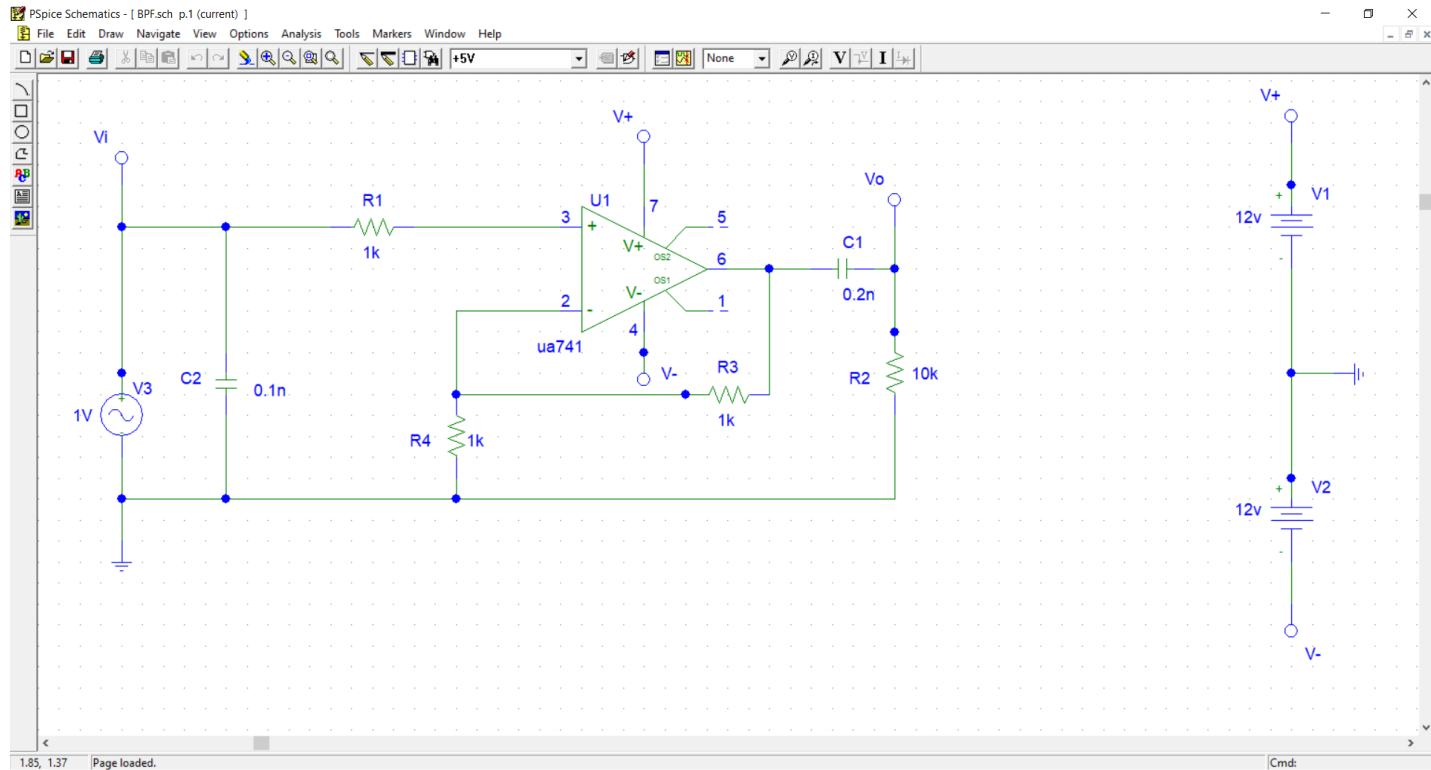 PSpice Schematics - [ BPF.sch p.1 (current) ]
File Edit Draw Navigate View Options Analysis Tools Markers Window Help
+5V None V I
Vi
V+
Vo
V+
R1
1k
U1
3
+
7
V+
OS2
5
6
OS1
V-
1
2
-
4
ua741
V-
C1
0.2n
R3
1k
R2
10k
C2
0.1n
V3
1V
+
-
R4
1k
+
V1
12v
-
+
V2
12v
-
V-
1.85, 1.37 Page loaded. Cmd: